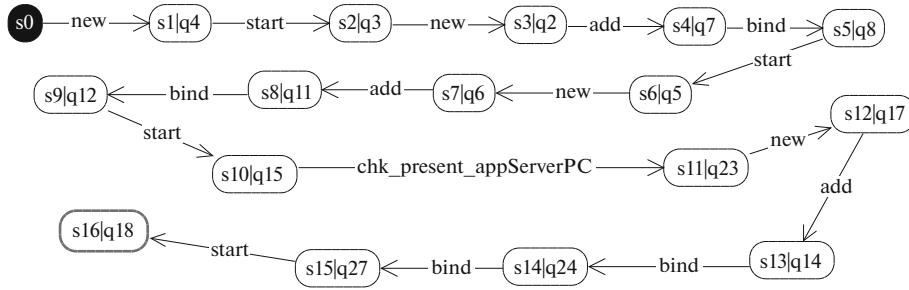 s0 new s1|q4 start s2|q3 new s3|q2 add s4|q7 bind s5|q8
start
s9|q12 bind s8|q11 add s7|q6 new s6|q5
start
s10|q15 chk_present_appServerPC s11|q23 new s12|q17
add
s16|q18 start s15|q27 bind s14|q24 bind s13|q14